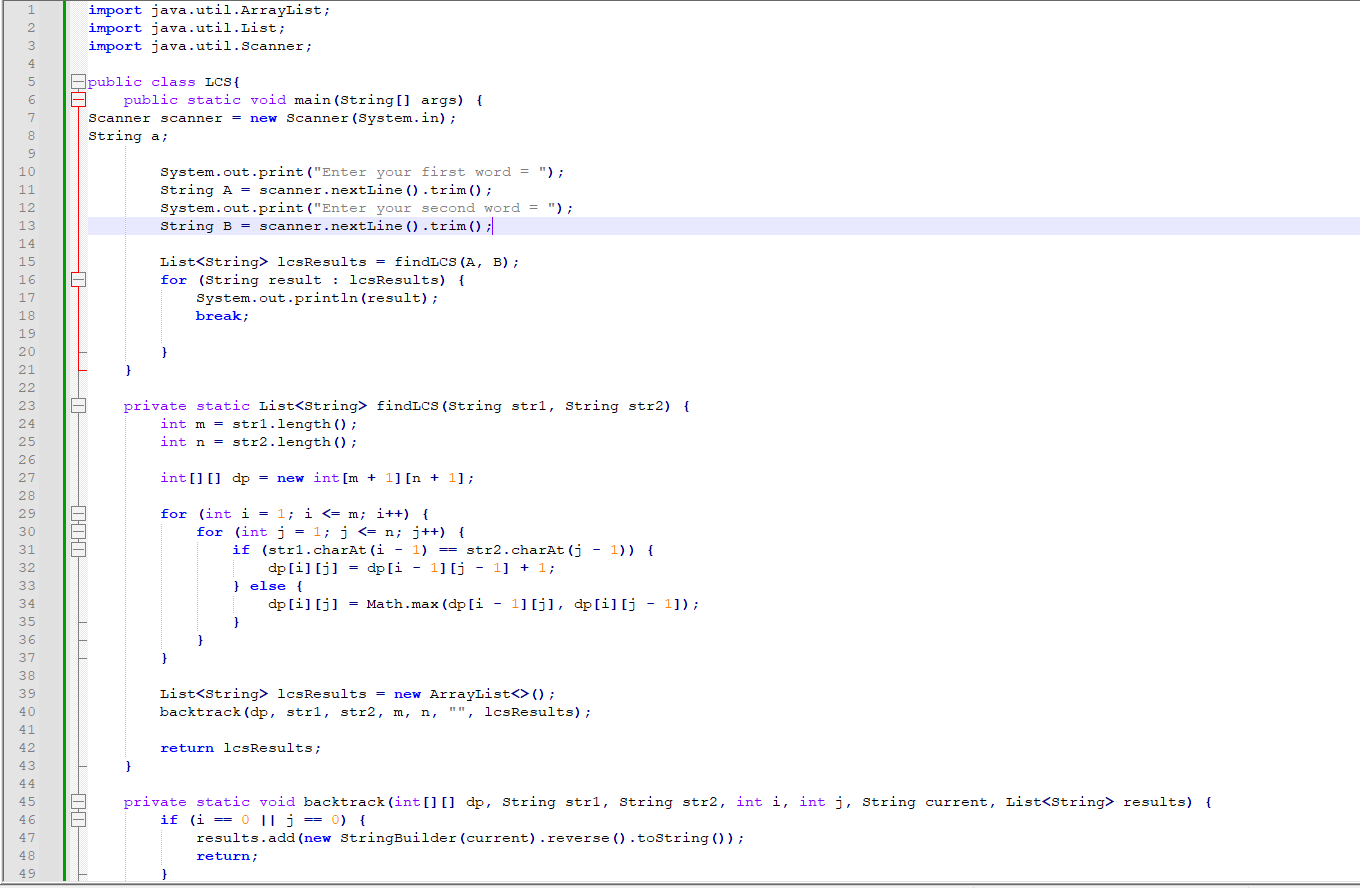 1 import java.util.ArrayList;
2 import java.util.List;
3 import java.util.Scanner;
4
5 public class LCS{
6     public static void main(String[] args) {
7 Scanner scanner = new Scanner(System.in);
8 String a;
9
10         System.out.print("Enter your first word = ");
11         String A = scanner.nextLine().trim();
12         System.out.print("Enter your second word = ");
13         String B = scanner.nextLine().trim();
14
15         List<String> lcsResults = findLCS(A, B);
16         for (String result : lcsResults) {
17             System.out.println(result);
18             break;
19
20         }
21     }
22
23     private static List<String> findLCS(String str1, String str2) {
24         int m = str1.length();
25         int n = str2.length();
26
27         int[][] dp = new int[m + 1][n + 1];
28
29         for (int i = 1; i <= m; i++) {
30             for (int j = 1; j <= n; j++) {
31                 if (str1.charAt(i - 1) == str2.charAt(j - 1)) {
32                     dp[i][j] = dp[i - 1][j - 1] + 1;
33                 } else {
34                     dp[i][j] = Math.max(dp[i - 1][j], dp[i][j - 1]);
35                 }
36             }
37         }
38
39         List<String> lcsResults = new ArrayList<>();
40         backtrack(dp, str1, str2, m, n, "", lcsResults);
41
42         return lcsResults;
43     }
44
45     private static void backtrack(int[][] dp, String str1, String str2, int i, int j, String current, List<String> results) {
46         if (i == 0 || j == 0) {
47             results.add(new StringBuilder(current).reverse().toString());
48             return;
49         }